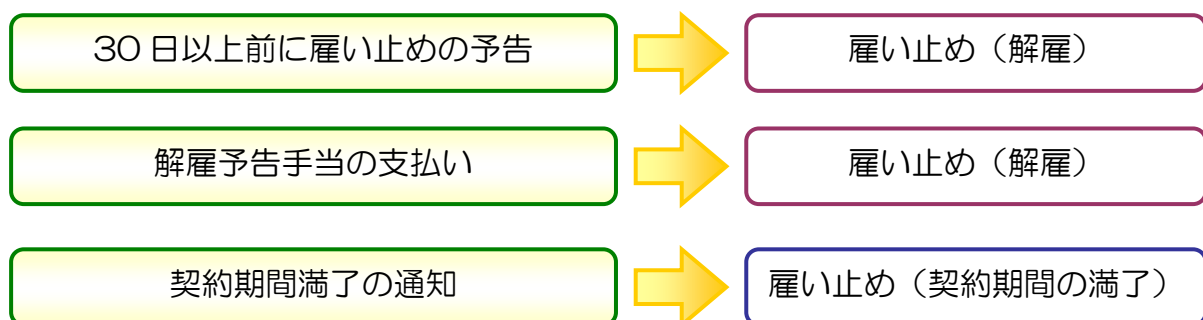 30日以上前に雇い止めの予告
雇い止め（解雇）
解雇予告手当の支払い
雇い止め（解雇）
契約期間満了の通知
雇い止め（契約期間の満了）